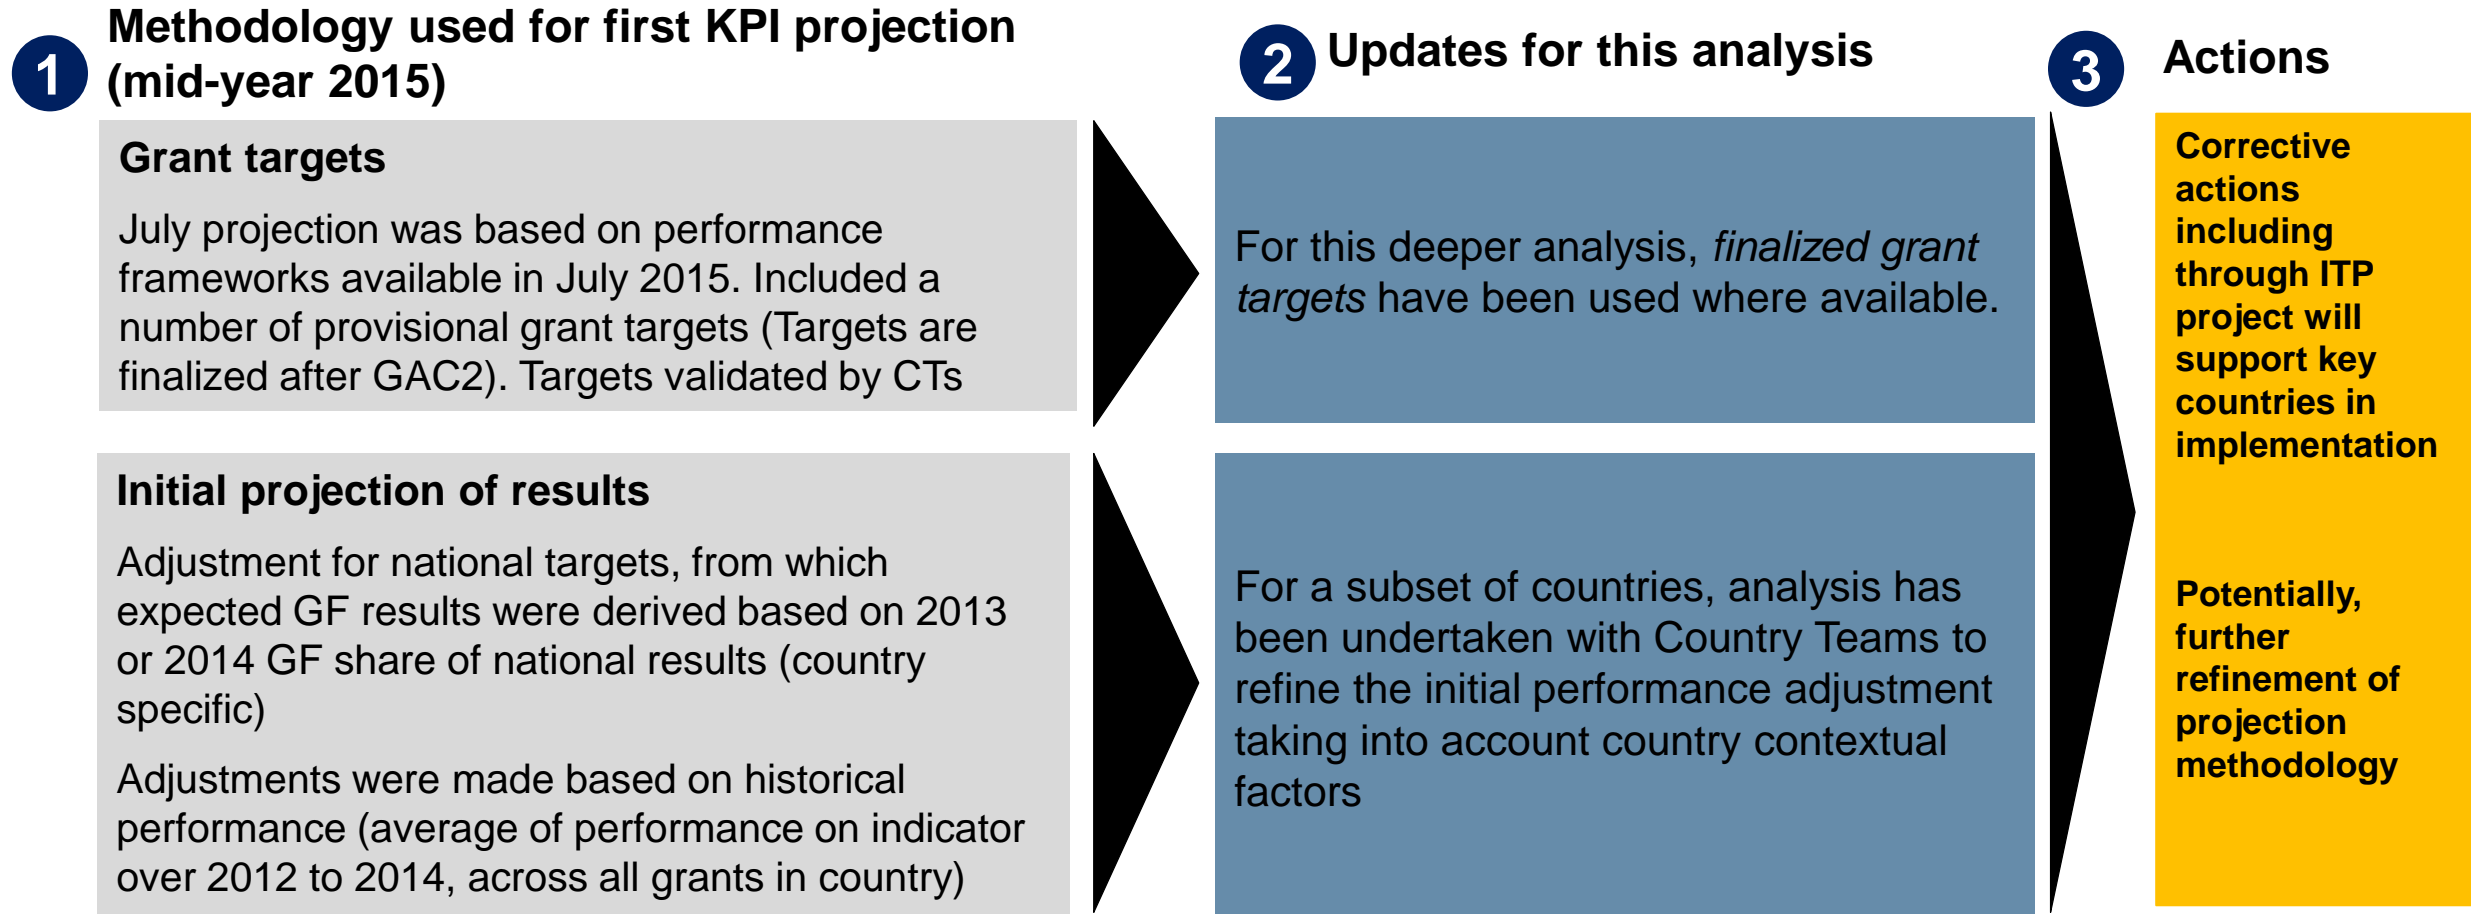 1
Methodology used for first KPI projection
(mid-year 2015)
Grant targets
July projection was based on performance
frameworks available in July 2015. Included a
number of provisional grant targets (Targets are
finalized after GAC2). Targets validated by CTs
Initial projection of results
Adjustment for national targets, from which
expected GF results were derived based on 2013
or 2014 GF share of national results (country
specific)
Adjustments were made based on historical
performance (average of performance on indicator
over 2012 to 2014, across all grants in country)
2
Updates for this analysis
For this deeper analysis, finalized grant
targets have been used where available.
For a subset of countries, analysis has
been undertaken with Country Teams to
refine the initial performance adjustment
taking into account country contextual
factors
3
Actions
Corrective
actions
including
through ITP
project will
support key
countries in
implementation
Potentially,
further
refinement of
projection
methodology